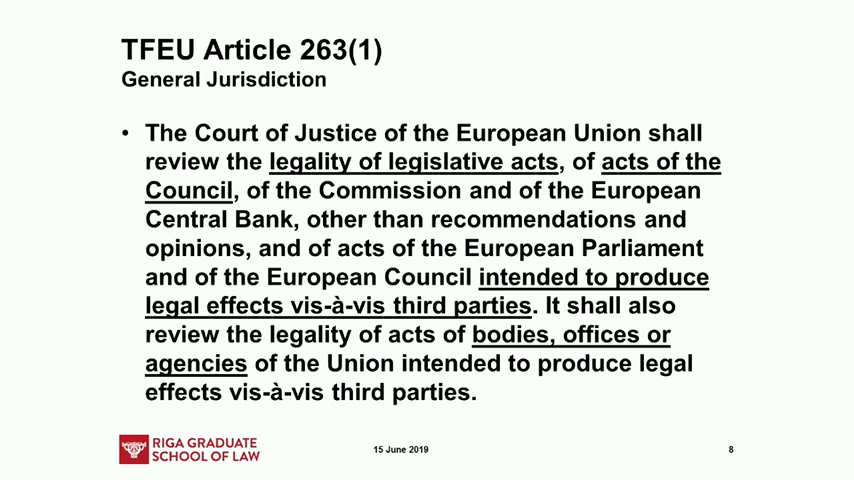 TFEU Article 263(1)
General Jurisdiction
• The Court of Justice of the European Union shall
review the legality of legislative acts, of acts of the
Council, of the Commission and of the European
Central Bank, other than recommendations and
opinions, and of acts of the European Parliament
and of the European Council intended to produce
legal effects vis-à-vis third parties. It shall also
review the legality of acts of bodies, offices or
agencies of the Union intended to produce legal
effects vis-à-vis third parties.
RIGA GRADUATE
SCHOOL OF LAW
15 June 2019
8